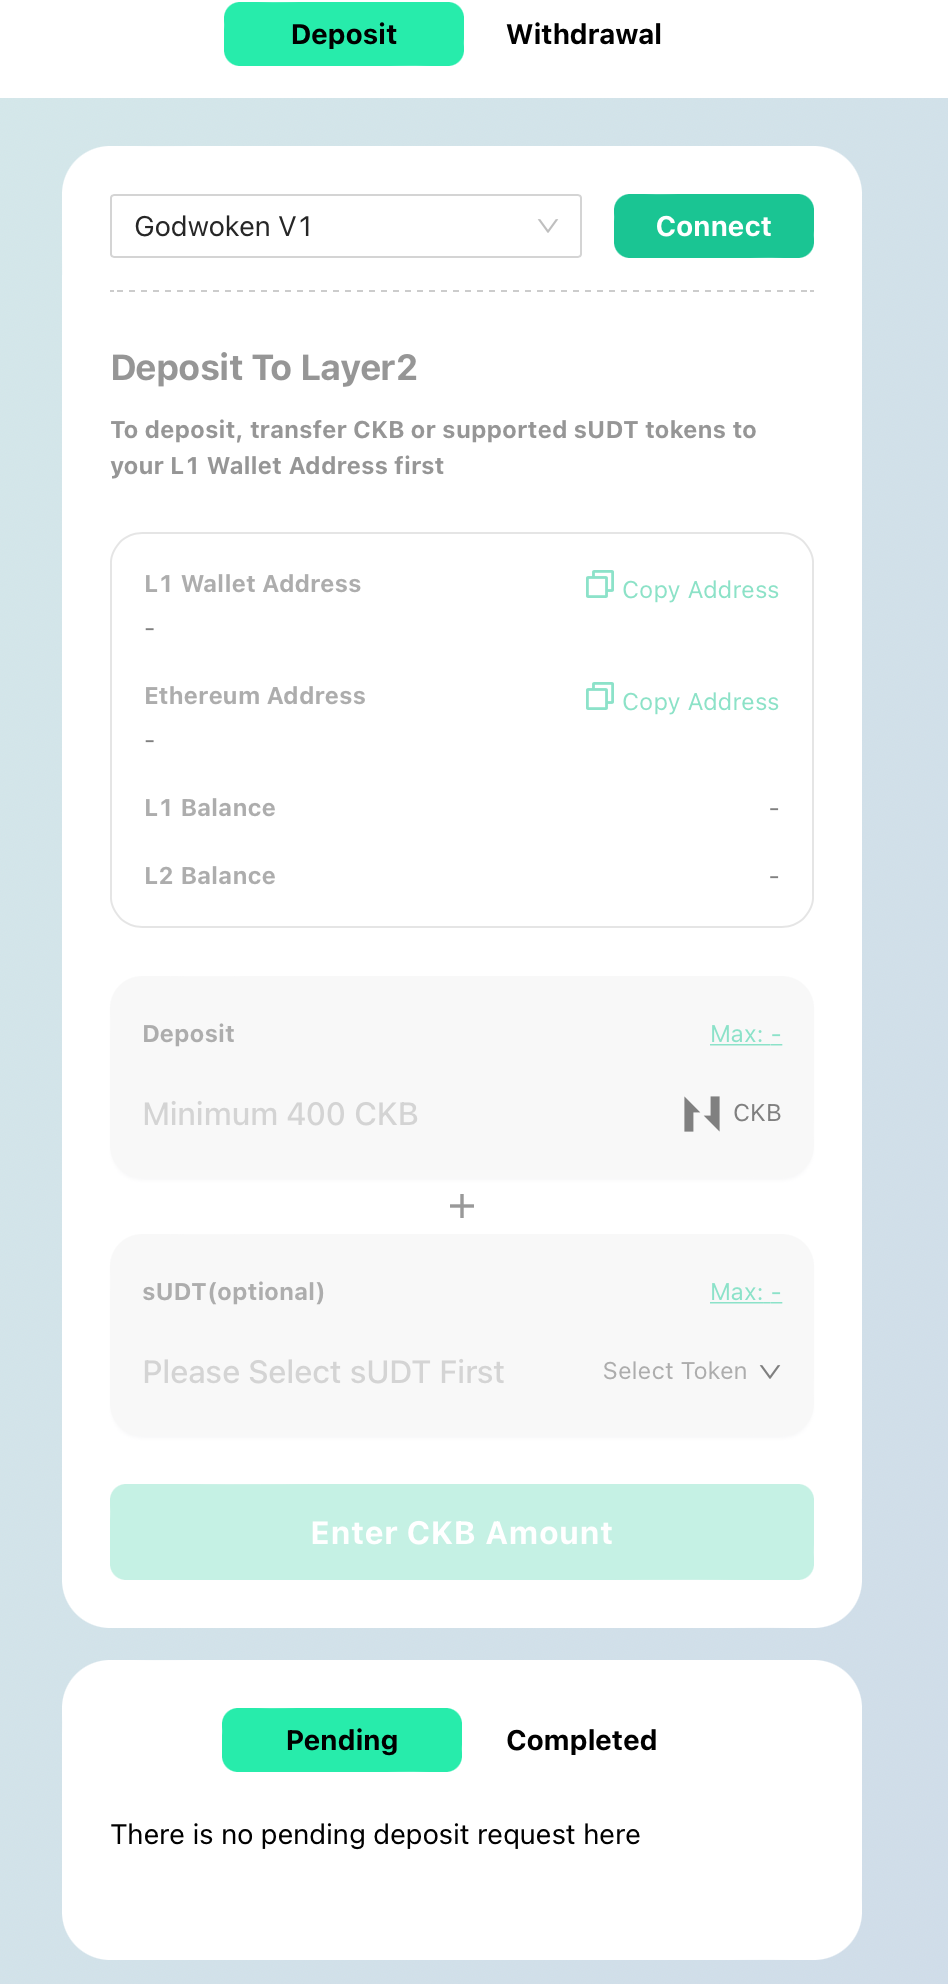 Deposit
Withdrawal
Godwoken V1
Connect
Deposit To Layer2
To deposit, transfer CKB or supported sUDT tokens to
your L1 Wallet Address first
L1 Wallet Address
Copy Address
-
Ethereum Address
Copy Address
-
L1 Balance
-
L2 Balance
-
Deposit
Max: -
Minimum 400 CKB
CKB
+
sUDT(optional)
Max: -
Please Select sUDT First
Select Token
Enter CKB Amount
Pending
Completed
There is no pending deposit request here